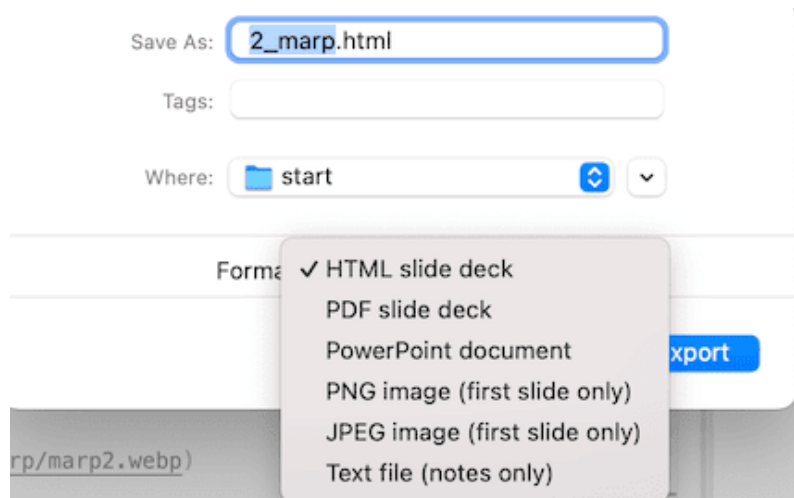 Save As: 2_marp.html
Tags:
Where: start
Forma ✓ HTML slide deck
PDF slide deck
PowerPoint document
xport
PNG image (first slide only)
JPEG image (first slide only)
rp/marp2.webp)
Text file (notes only)